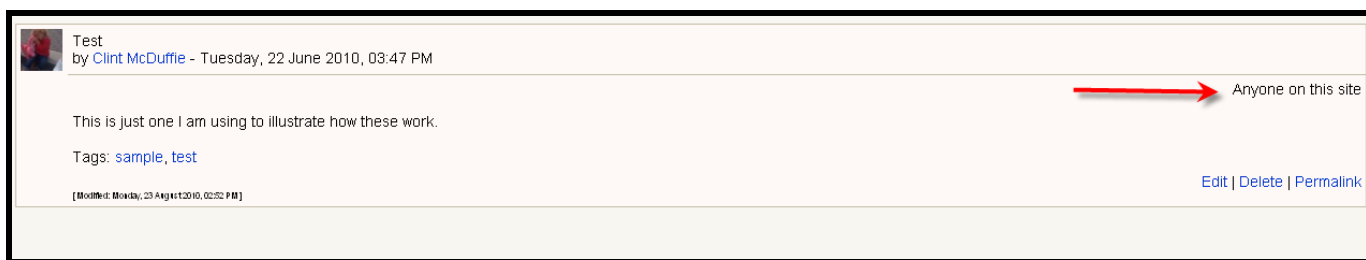 Test
by Clint McDuffie - Tuesday, 22 June 2010, 03:47 PM
Anyone on this site
This is just one I am using to illustrate how these work.
Tags: sample, test
Edit | Delete | Permalink
[Modified: Monday, 23 August 2010, 02:52 PM]